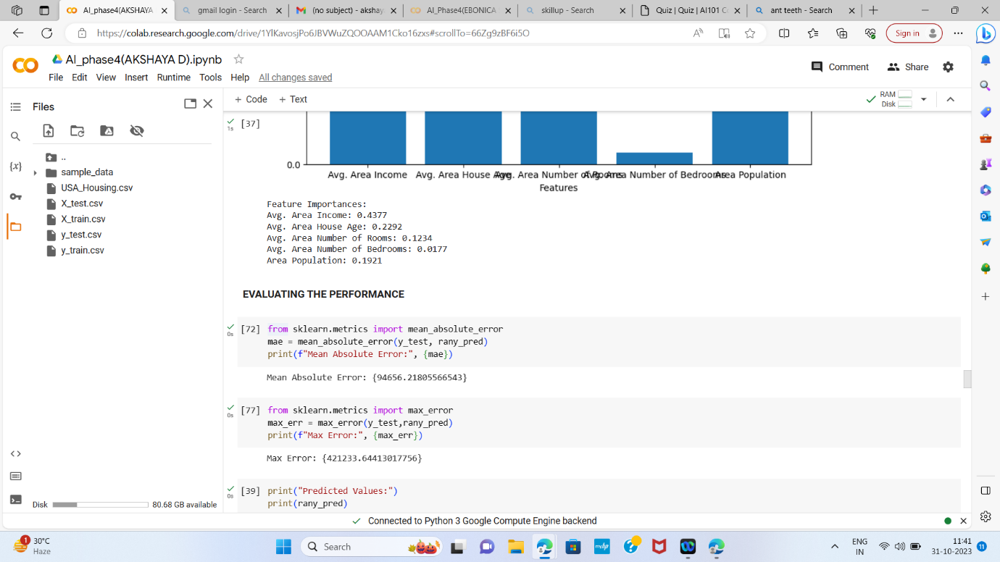 AI_phase4(AKSHAYA
gmail login - Search
(no subject) - akshay
AI_Phase4(EBONICA
skillup - Search
Quiz | Quiz | AI101 C
ant teeth - Search
https://colab.research.google.com/drive/1YlKavosjPo6JBVWuZQOOAAM1Cko16zxs#scrollTo=66Zg9zBF6i5O
Sign in
AI_phase4(AKSHAYA D).ipynb
File Edit View Insert Runtime Tools Help All changes saved
Comment Share
Files
+ Code + Text
RAM
Disk
..
sample_data
USA_Housing.csv
X_test.csv
X_train.csv
y_test.csv
y_train.csv
Disk 80.68 GB available
1s [37]
0.0
Avg. Area Income Avg. Area House Age Avg. Area Number of Rooms Avg. Area Number of Bedrooms Area Population
Features
Feature Importances:
Avg. Area Income: 0.4377
Avg. Area House Age: 0.2292
Avg. Area Number of Rooms: 0.1234
Avg. Area Number of Bedrooms: 0.0177
Area Population: 0.1921
EVALUATING THE PERFORMANCE
0s [72] from sklearn.metrics import mean_absolute_error
mae = mean_absolute_error(y_test, rany_pred)
print(f"Mean Absolute Error:", {mae})
Mean Absolute Error: {94656.21805566543}
0s [77] from sklearn.metrics import max_error
max_err = max_error(y_test,rany_pred)
print(f"Max Error:", {max_err})
Max Error: {421233.64413017756}
0s [39] print("Predicted Values:")
print(rany_pred)
Connected to Python 3 Google Compute Engine backend
1
30°C
Haze
Search
myhp
ENG
IN
11:41
31-10-2023
11